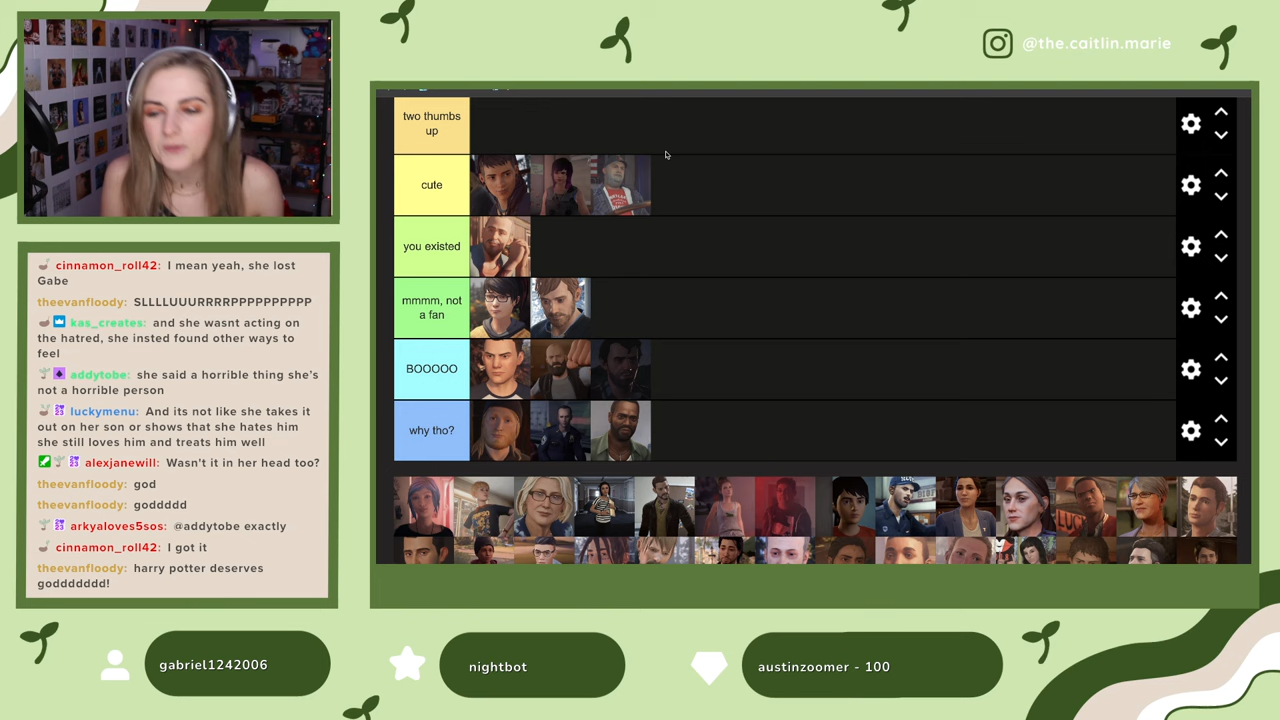 @the.caitlin.marie
two thumbs
up
cute
you existed
mmmm, not
a fan
BOOOOO
why tho?
cinnamon_roll42: I mean yeah, she lost
Gabe
theevanfloody: SLLLLUUURRRRPPPPPPPPPP
kas_creates: and she wasnt acting on
the hatred, she insted found other ways to
feel
addytobe: she said a horrible thing she's
not a horrible person
luckymenu: And its not like she takes it
out on her son or shows that she hates him
she still loves him and treats him well
alexjanewill: Wasn't it in her head too?
theevanfloody: god
theevanfloody: godddddd
arkyaloves5sos: @addytobe exactly
cinnamon_roll42: I got it
theevanfloody: harry potter deserves
godddddddd!
gabriel1242006
nightbot
austinzoomer - 100